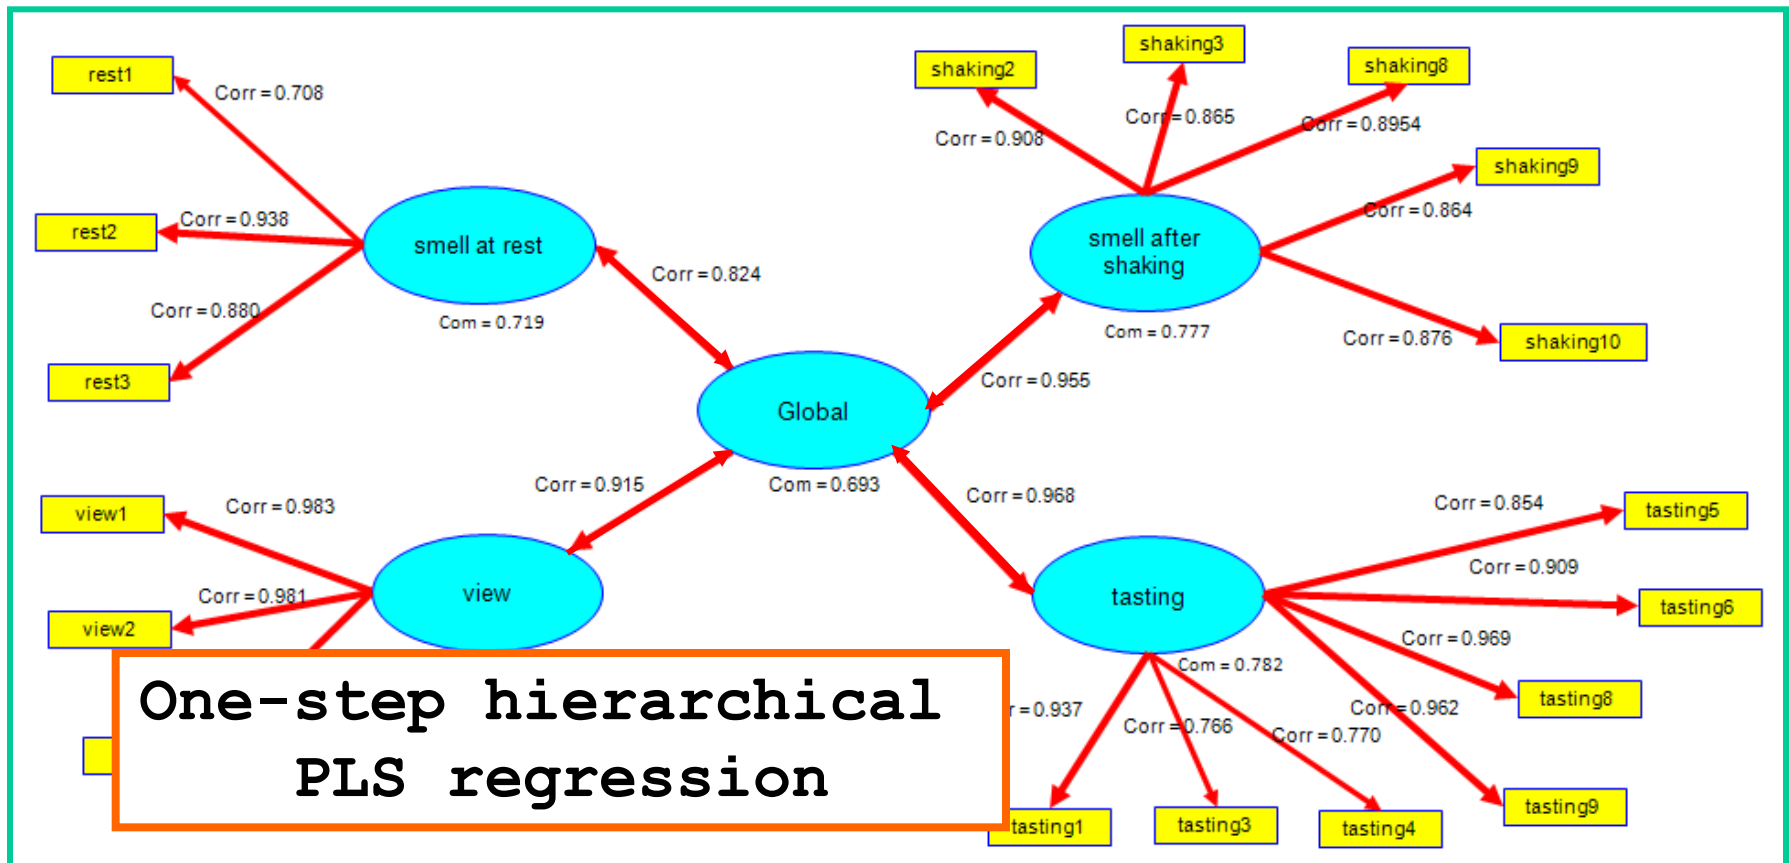 rest1
Corr = 0.708
rest2
Corr = 0.938
rest3
Corr = 0.880
smell at rest
Com = 0.719
Corr = 0.824
shaking2
shaking3
shaking8
shaking9
shaking10
Corr = 0.908
Corr = 0.865
Corr = 0.8954
Corr = 0.864
Corr = 0.876
smell after
shaking
Com = 0.777
Corr = 0.955
Global
Com = 0.693
Corr = 0.915
Corr = 0.968
view1
Corr = 0.983
view2
Corr = 0.981
view
tasting
Com = 0.782
Corr = 0.854
tasting5
Corr = 0.909
tasting6
Corr = 0.969
tasting8
Corr = 0.962
tasting9
r = 0.937
Corr = 0.766
Corr = 0.770
tasting1
tasting3
tasting4
One-step hierarchical
PLS regression